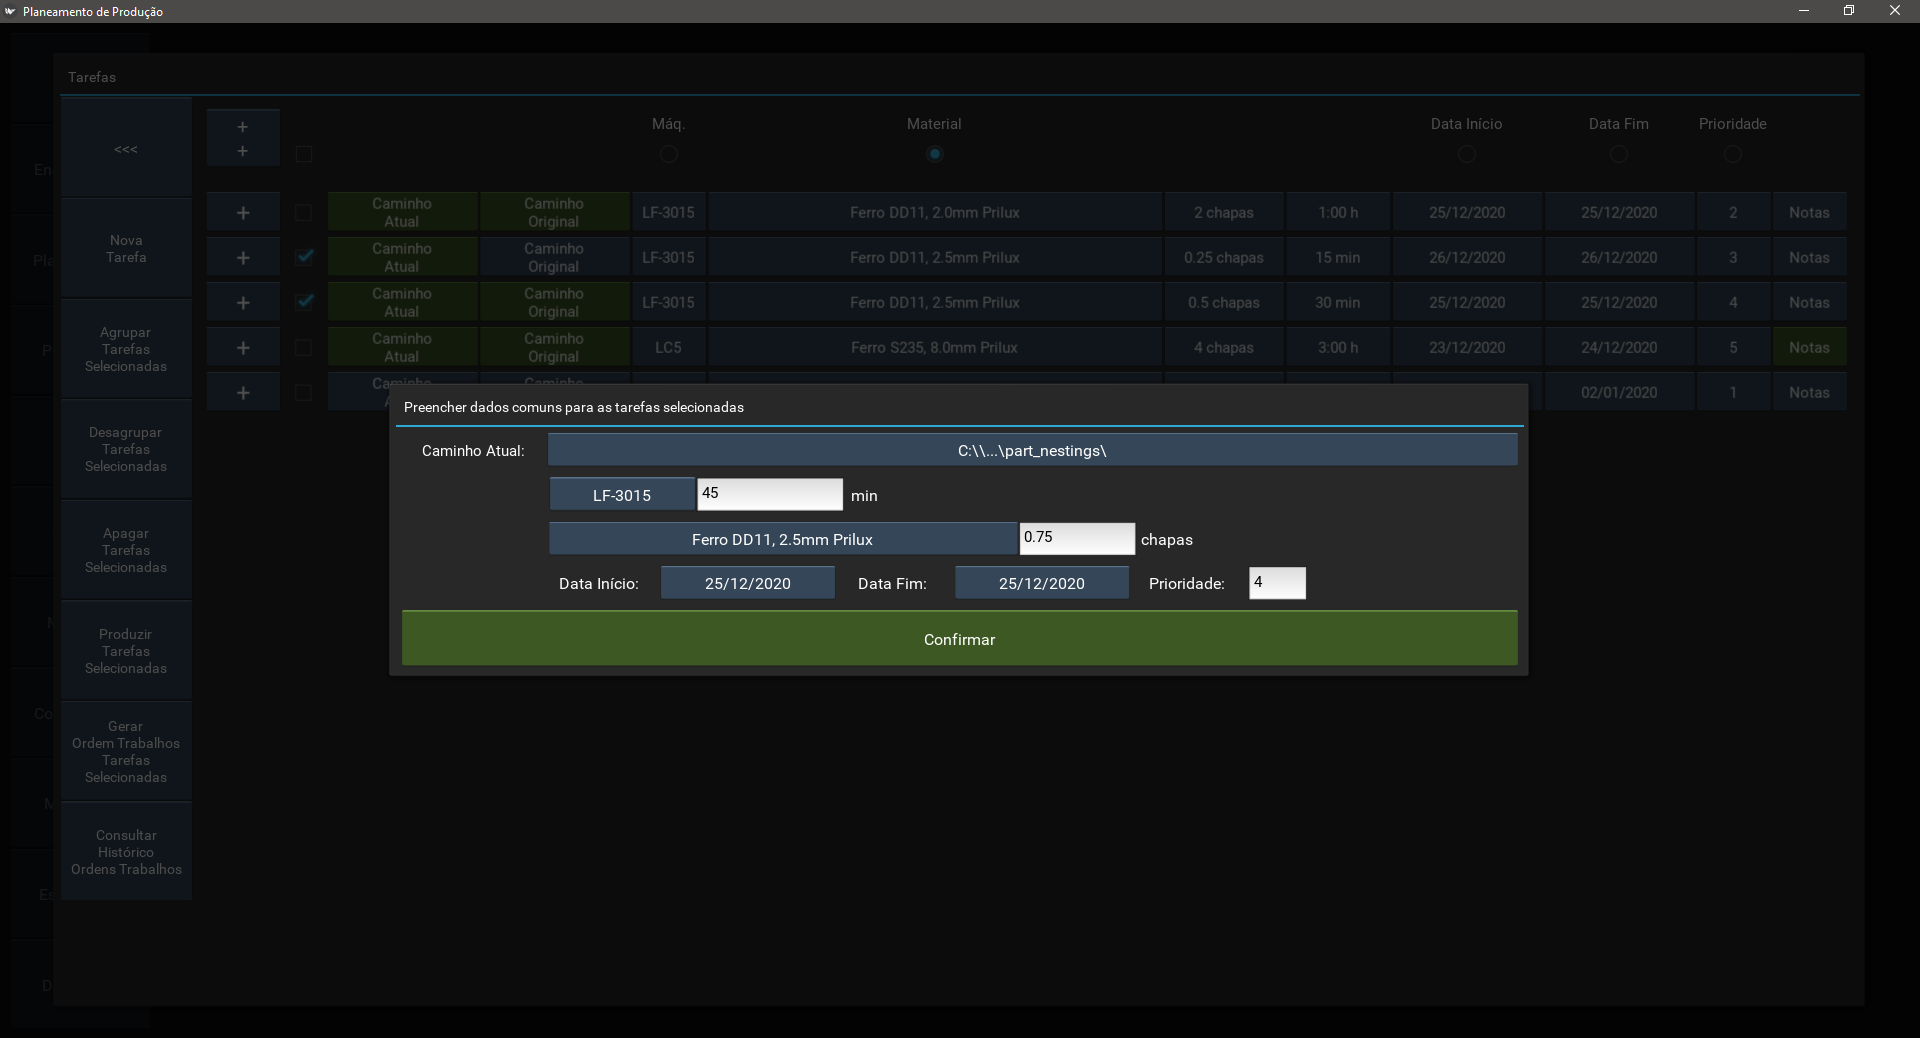 Planeamento de Produção
Tarefas
<<<
Nova
Tarefa
Agrupar
Tarefas
Selecionadas
Desagrupar
Tarefas
Selecionadas
Apagar
Tarefas
Selecionadas
Produzir
Tarefas
Selecionadas
Gerar
Ordem Trabalhos
Tarefas
Selecionadas
Consultar
Histórico
Ordens Trabalhos
+
+
Máq. Material Data Início Data Fim Prioridade
+ Caminho Atual Caminho Original LF-3015 Ferro DD11, 2.0mm Prilux 2 chapas 1:00 h 25/12/2020 25/12/2020 2 Notas
+ Caminho Atual Caminho Original LF-3015 Ferro DD11, 2.5mm Prilux 0.25 chapas 15 min 26/12/2020 26/12/2020 3 Notas
+ Caminho Atual Caminho Original LF-3015 Ferro DD11, 2.5mm Prilux 0.5 chapas 30 min 25/12/2020 25/12/2020 4 Notas
+ Caminho Atual Caminho Original LC5 Ferro S235, 8.0mm Prilux 4 chapas 3:00 h 23/12/2020 24/12/2020 5 Notas
+ 02/01/2020 1 Notas
Preencher dados comuns para as tarefas selecionadas
Caminho Atual: C:\\...\part_nestings\
LF-3015 45 min
Ferro DD11, 2.5mm Prilux 0.75 chapas
Data Início: 25/12/2020 Data Fim: 25/12/2020 Prioridade: 4
Confirmar